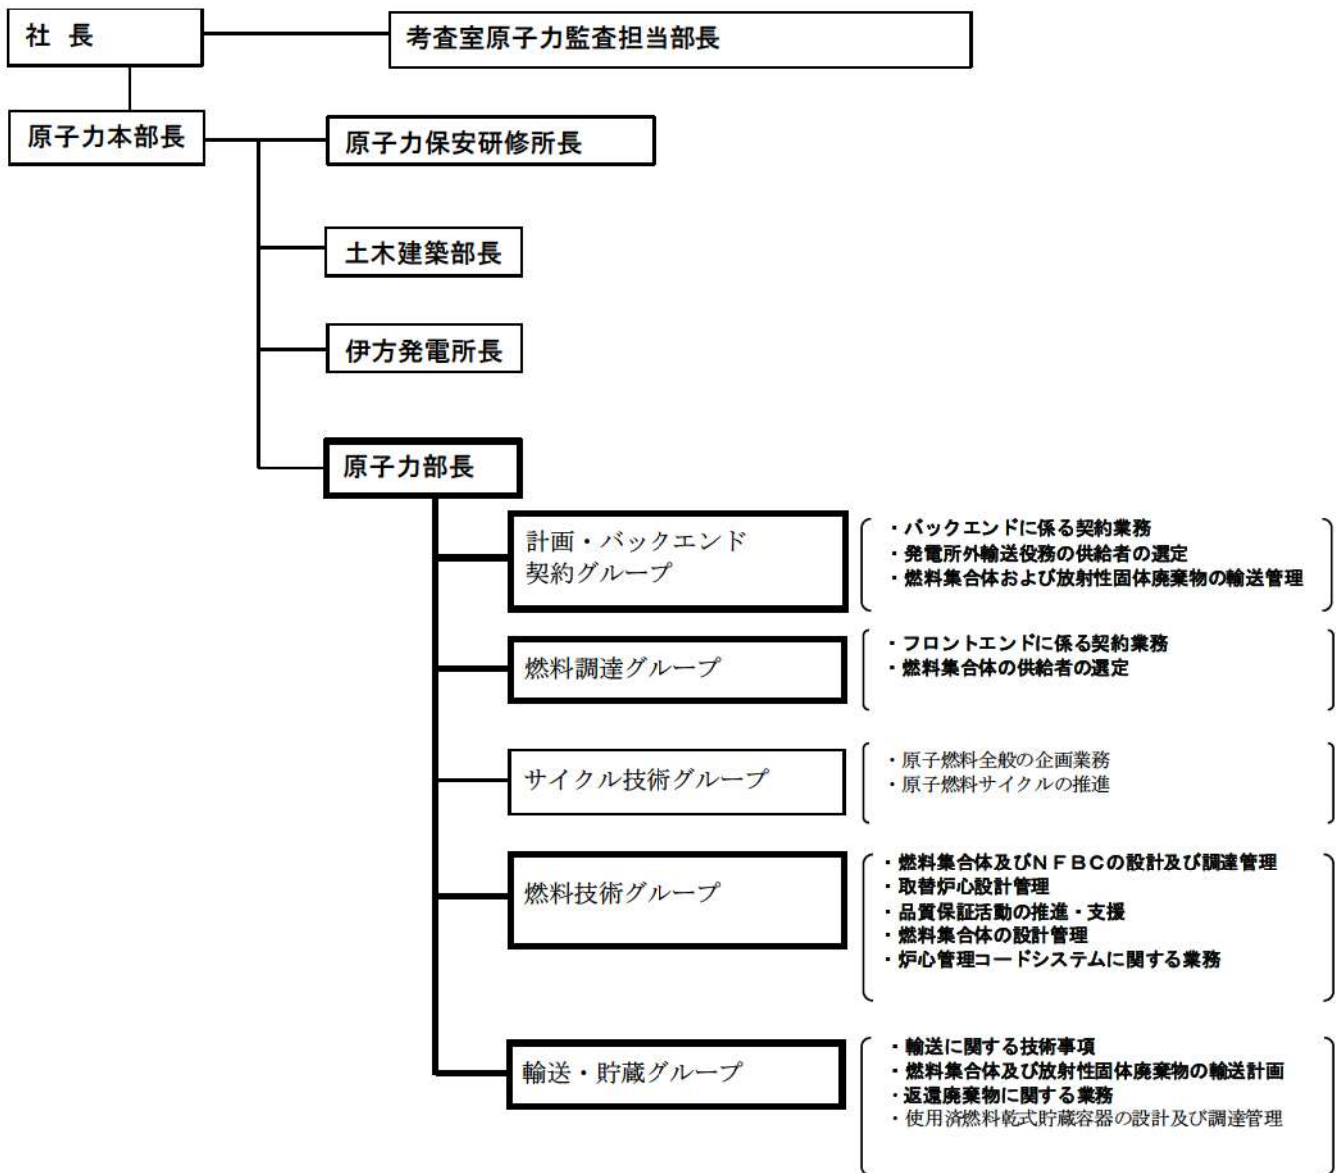 社 長
考査室原子力監査担当部長
原子力本部長
原子力保安研修所長
土木建築部長
伊方発電所長
原子力部長
計画・バックエンド
契約グループ
・バックエンドに係る契約業務
・発電所外輸送役務の供給者の選定
・燃料集合体および放射性固体廃棄物の輸送管理
燃料調達グループ
・フロントエンドに係る契約業務
・燃料集合体の供給者の選定
サイクル技術グループ
・原子燃料全般の企画業務
・原子燃料サイクルの推進
燃料技術グループ
・燃料集合体及びNFBCの設計及び調達管理
・取替炉心設計管理
・品質保証活動の推進・支援
・燃料集合体の設計管理
・炉心管理コードシステムに関する業務
輸送・貯蔵グループ
・輸送に関する技術事項
・燃料集合体及び放射性固体廃棄物の輸送計画
・返還廃棄物に関する業務
・使用済燃料乾式貯蔵容器の設計及び調達管理